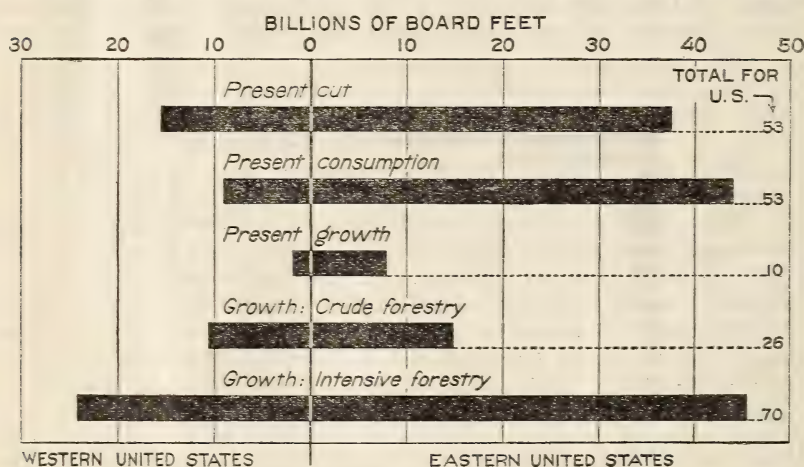 BILLIONS OF BOARD FEET
30 20 10 0 10 20 30 40 50
TOTAL FOR
U.S.
Present cut
53
Present consumption
53
Present growth
10
Growth: Crude forestry
26
Growth: Intensive forestry
70
WESTERN UNITED STATES EASTERN UNITED STATES